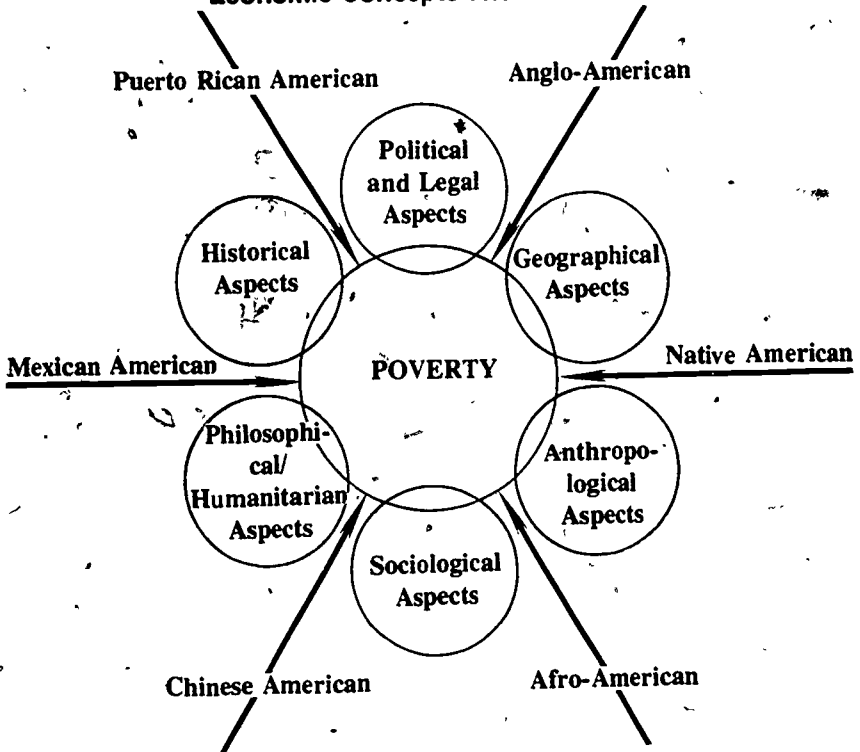 Puerto Rican American
Anglo-American
Political
and Legal
Aspects
Historical
Aspects
Geographical
Aspects
Mexican American
POVERTY
Native American
Philosophi-
cal/
Humanitarian
Aspects
Anthropo-
logical
Aspects
Sociological
Aspects
Chinese American
Afro-American